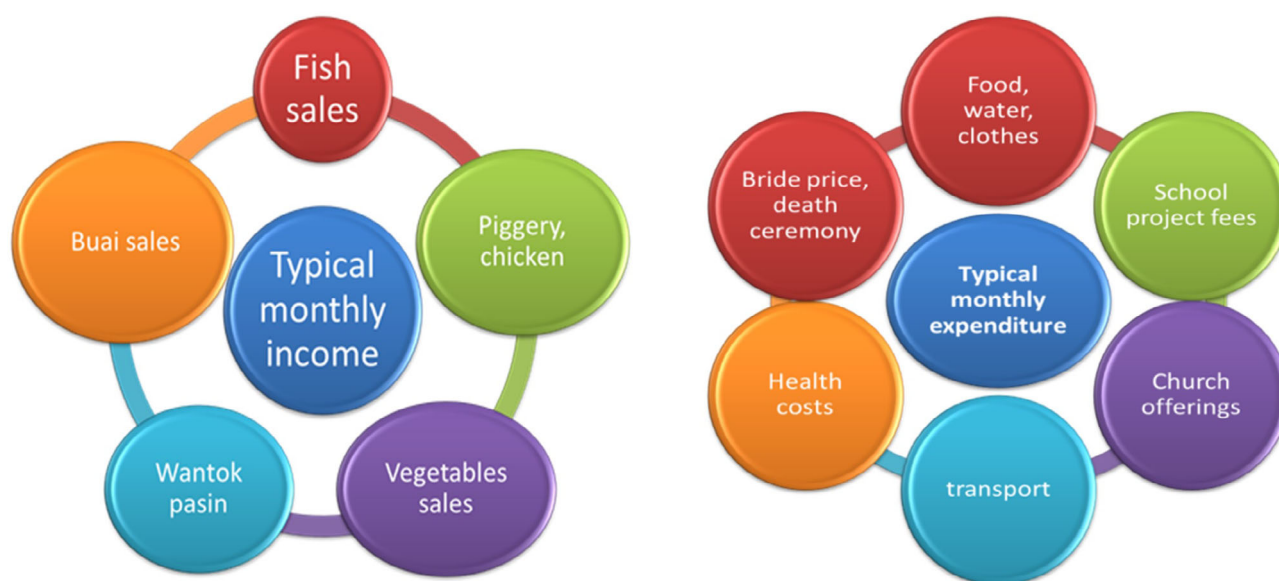 Fish
sales
Piggery,
chicken
Vegetables
sales
Wantok
pasin
Buai sales
Typical
monthly
income
Food,
water,
clothes
School
project fees
Church
offerings
transport
Health
costs
Bride price,
death
ceremony
Typical
monthly
expenditure